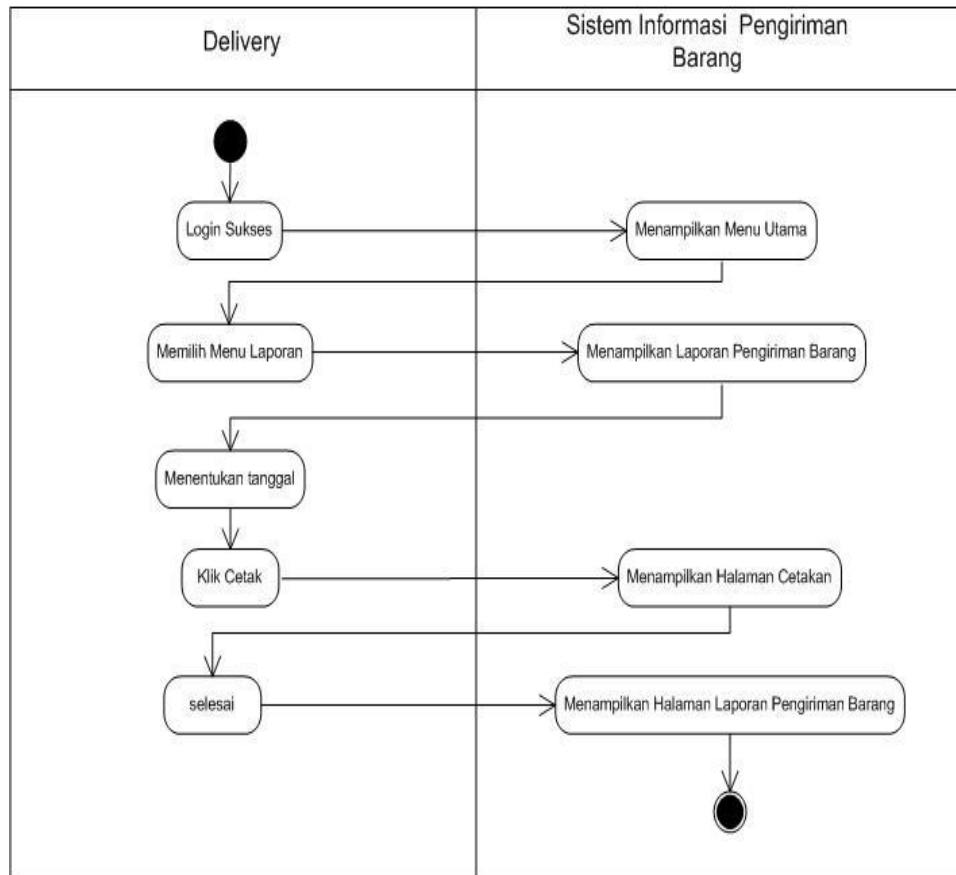 Delivery
Sistem Informasi Pengiriman
Barang
Login Sukses
Menampilkan Menu Utama
Memilih Menu Laporan
Menampilkan Laporan Pengiriman Barang
Menentukan tanggal
Klik Cetak
Menampilkan Halaman Cetakan
selesai
Menampilkan Halaman Laporan Pengiriman Barang